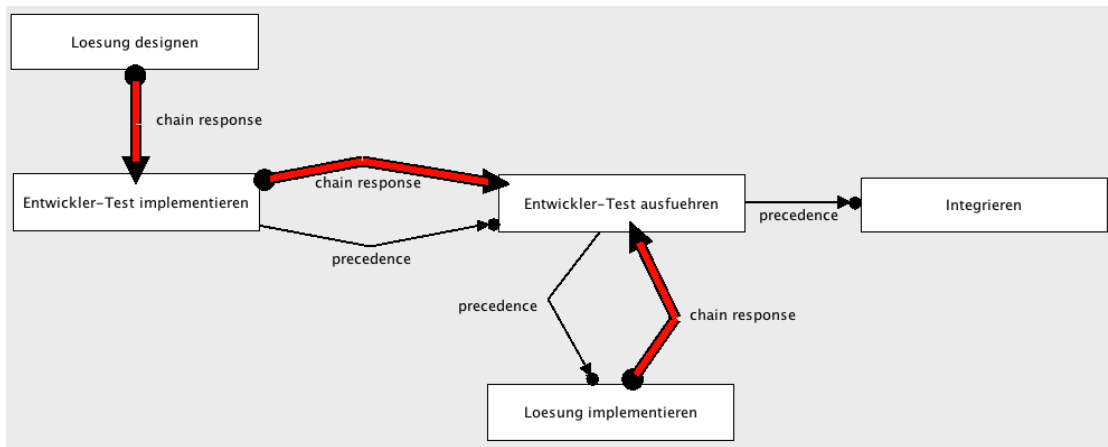 Loesung designen
chain response
Entwickler-Test implementieren
chain response
precedence
Entwickler-Test ausfuehren
precedence
Integrieren
precedence
chain response
Loesung implementieren